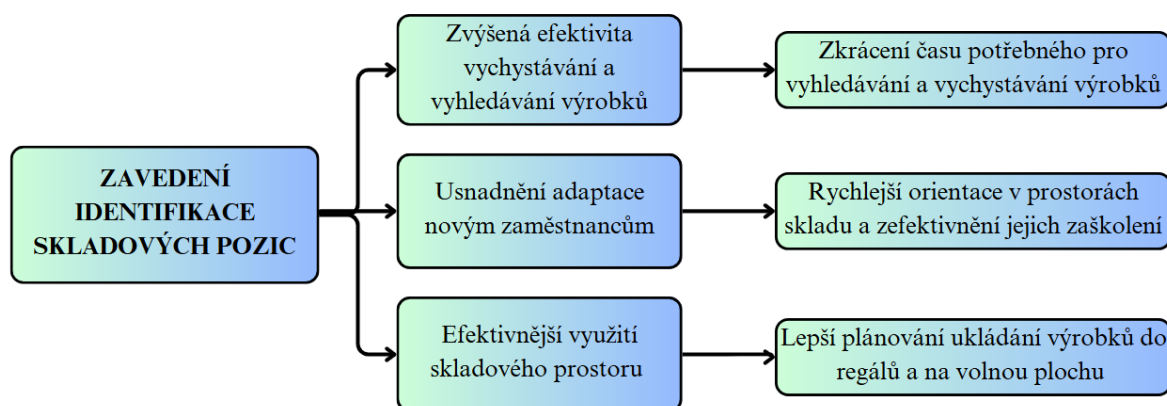 ZAVEDENÍ
IDENTIFIKACE
SKLADOVÝCH POZIC
Zvýšená efektivita
vychystávání a
vyhledávání výrobků
Zkrácení času potřebného pro
vyhledávání a vychystávání výrobků
Usnadnění adaptace
novým zaměstnancům
Rychlejší orientace v prostorách
skladu a zefektivnění jejich zaškolení
Efektivnější využití
skladového prostoru
Lepší plánování ukládání výrobků do
regálů a na volnou plochu